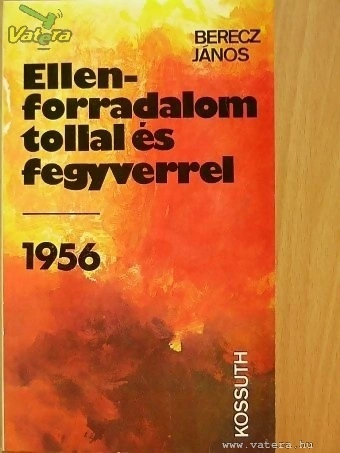 Vatera
BERECZ
JÁNOS
Ellen-
forradalom
tollal és
fegyverrel
1956
KOSSUTH
www.vatera.hu